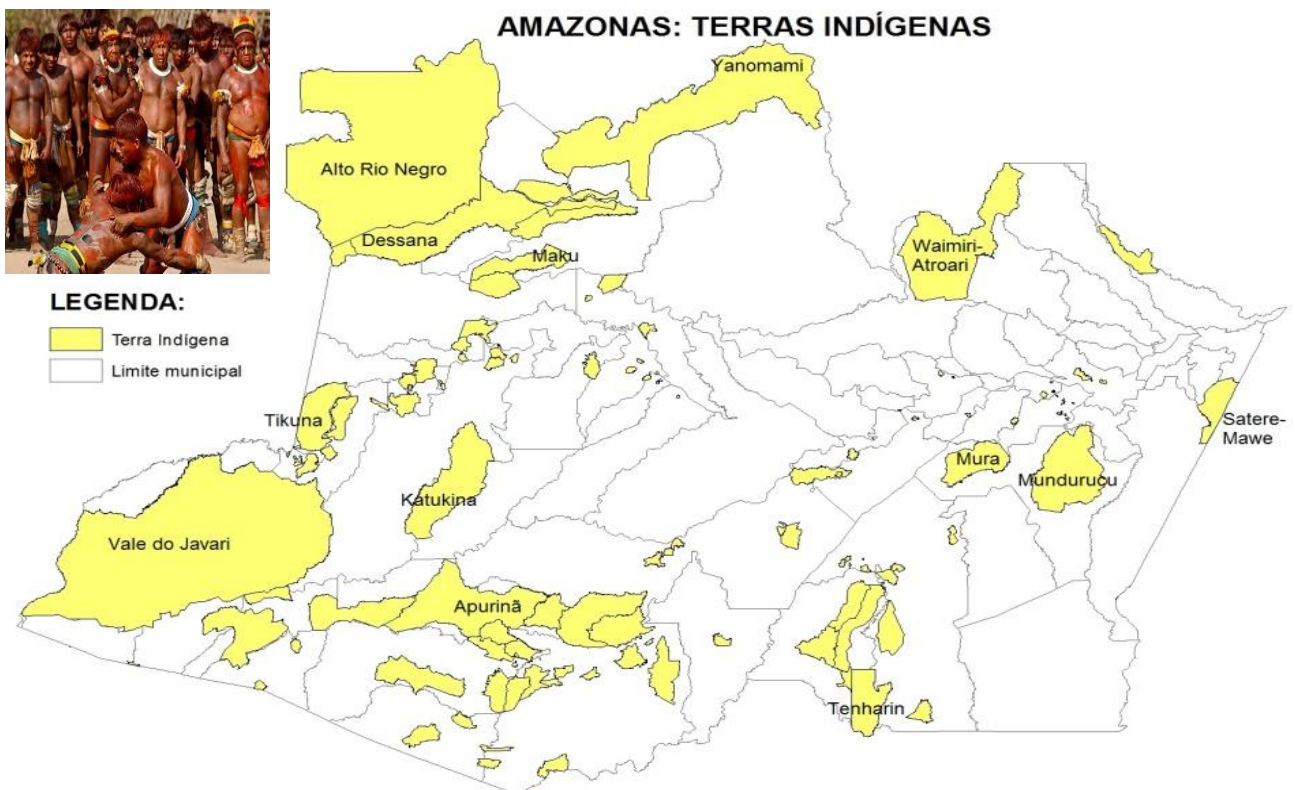 AMAZONAS: TERRAS INDÍGENAS
Yanomami
Alto Rio Negro
Dessana
Maku
Waimiri-
Atroari
LEGENDA:
Terra Indígena
Limite municipal
Tikuna
Satere-
Mawe
Katukina
Mura
Munduruçu
Vale do Javari
Apurinã
Tenharin